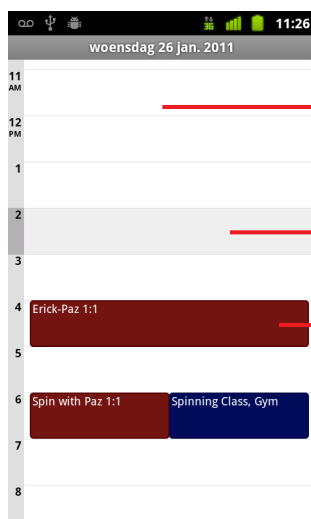 3G 11:26
woensdag 26 jan. 2011
11
AM
12
PM
1
2
3
4 Erick-Paz 1:1
5
6 Spin with Paz 1:1 Spinning Class, Gym
7
8